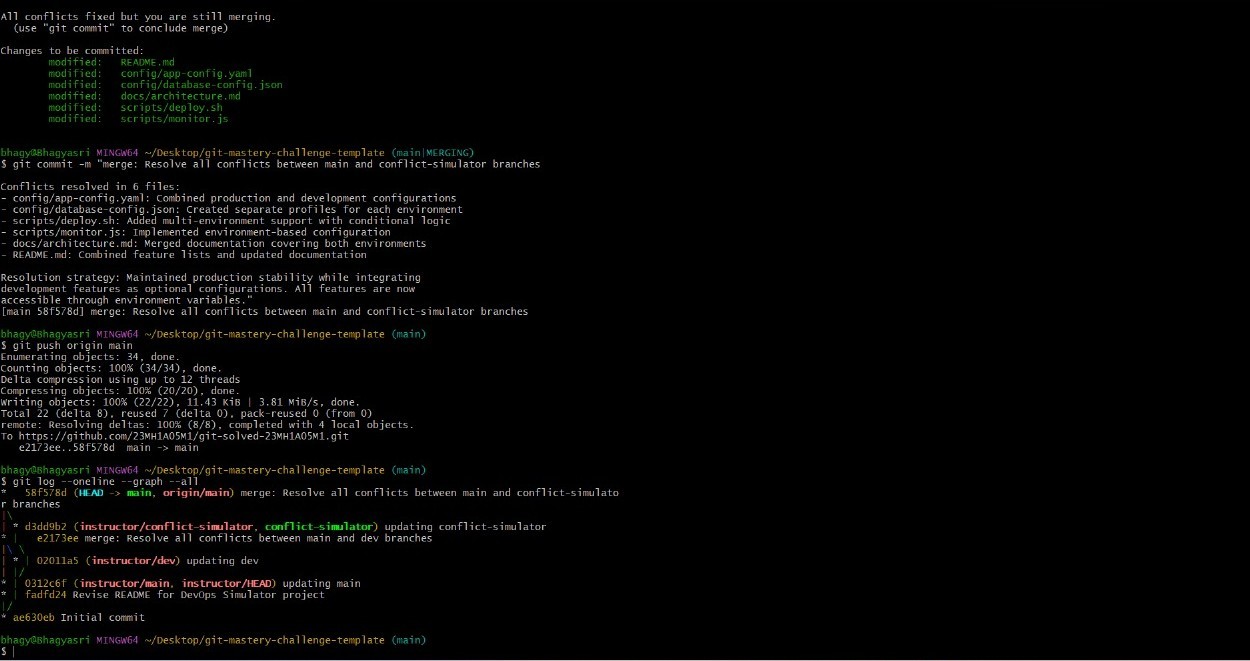 All conflicts fixed but you are still merging.
  (use "git commit" to conclude merge)

Changes to be committed:
        modified:   README.md
        modified:   config/app-config.yaml
        modified:   config/database-config.json
        modified:   docs/architecture.md
        modified:   scripts/deploy.sh
        modified:   scripts/monitor.js

bhagy@Bhagyasri MINGW64 ~/Desktop/git-mastery-challenge-template (main|MERGING)
$ git commit -m "merge: Resolve all conflicts between main and conflict-simulator branches

Conflicts resolved in 6 files:
- config/app-config.yaml: Combined production and development configurations
- config/database-config.json: Created separate profiles for each environment
- scripts/deploy.sh: Added multi-environment support with conditional logic
- scripts/monitor.js: Implemented environment-based configuration
- docs/architecture.md: Merged documentation covering both environments
- README.md: Combined feature lists and updated documentation

Resolution strategy: Maintained production stability while integrating
development features as optional configurations. All features are now
accessible through environment variables."
[main 58f578d] merge: Resolve all conflicts between main and conflict-simulator branches

bhagy@Bhagyasri MINGW64 ~/Desktop/git-mastery-challenge-template (main)
$ git push origin main
Enumerating objects: 34, done.
Counting objects: 100% (34/34), done.
Delta compression using up to 12 threads
Compressing objects: 100% (20/20), done.
Writing objects: 100% (22/22), 11.43 KiB | 3.81 MiB/s, done.
Total 22 (delta 8), reused 7 (delta 0), pack-reused 0 (from 0)
remote: Resolving deltas: 100% (8/8), completed with 4 local objects.
To https://github.com/23MH1A05M1/git-solved-23MH1A05M1.git
   e2173ee..58f578d  main -> main

bhagy@Bhagyasri MINGW64 ~/Desktop/git-mastery-challenge-template (main)
$ git log --oneline --graph --all
*   58f578d (HEAD -> main, origin/main) merge: Resolve all conflicts between main and conflict-simulato
r branches
|\
| * d3dd9b2 (instructor/conflict-simulator, conflict-simulator) updating conflict-simulator
* |   e2173ee merge: Resolve all conflicts between main and dev branches
|\ \
| * | 02011a5 (instructor/dev) updating dev
| |/
* | 0312c6f (instructor/main, instructor/HEAD) updating main
* | fadfd24 Revise README for DevOps Simulator project
|/
* ae630eb Initial commit

bhagy@Bhagyasri MINGW64 ~/Desktop/git-mastery-challenge-template (main)
$